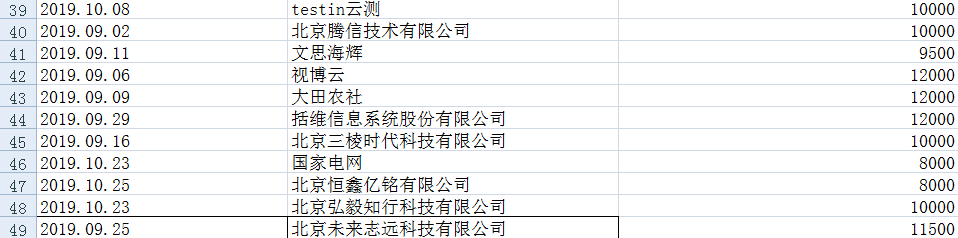 39 2019.10.08 testin云测 10000
40 2019.09.02 北京腾信技术有限公司 10000
41 2019.09.11 文思海辉 9500
42 2019.09.06 视博云 12000
43 2019.09.09 大田农社 12000
44 2019.09.29 括维信息系统股份有限公司 12000
45 2019.09.16 北京三棱时代科技有限公司 10000
46 2019.10.23 国家电网 8000
47 2019.10.25 北京恒鑫亿铭有限公司 8000
48 2019.10.23 北京弘毅知行科技有限公司 10000
49 2019.09.25 北京未来志远科技有限公司 11500